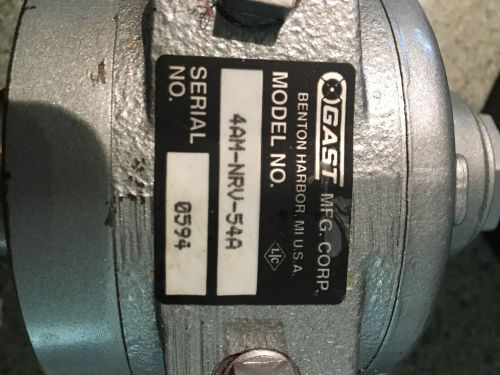 GAST MFG. CORP.
BENTON HARBOR, MI U.S.A.
MODEL NO.
4AM-NRV-54A
SERIAL NO.
0594